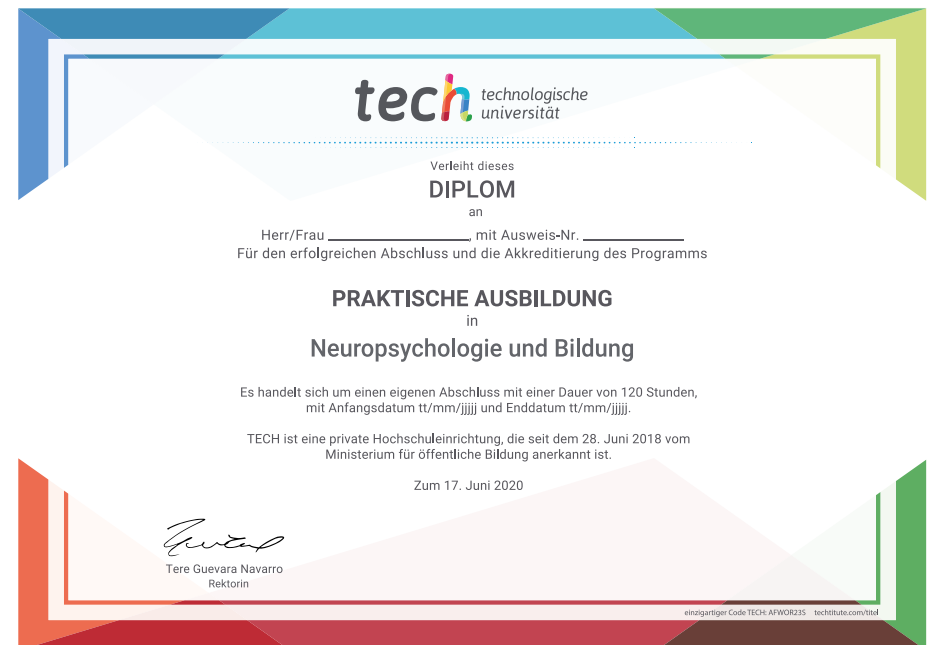 tech technologische
universität
Verleiht dieses
DIPLOM
an
Herr/Frau ____________, mit Ausweis-Nr. ____________
Für den erfolgreichen Abschluss und die Akkreditierung des Programms
PRAKTISCHE AUSBILDUNG
in
Neuropsychologie und Bildung
Es handelt sich um einen eigenen Abschluss mit einer Dauer von 120 Stunden,
mit Anfangsdatum tt/mm/jjjjj und Enddatum tt/mm/jjjjj.
TECH ist eine private Hochschuleinrichtung, die seit dem 28. Juni 2018 vom
Ministerium für öffentliche Bildung anerkannt ist.
Zum 17. Juni 2020
Tere Guevara Navarro
Rektorin
einzigartiger Code TECH: AFWOR23S techtitute.com/titel